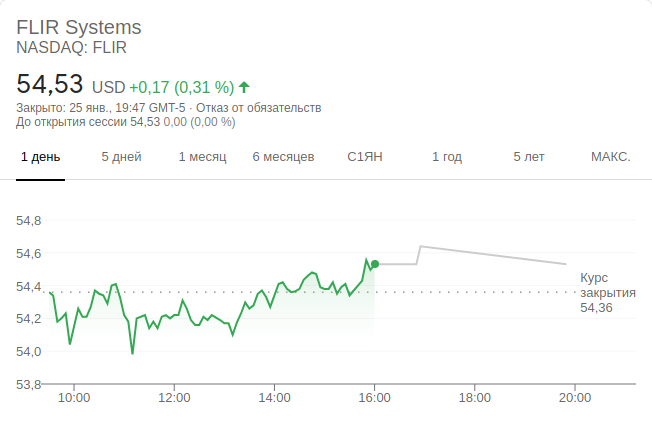 FLIR Systems
NASDAQ: FLIR
54,53 USD +0,17 (0,31 %)
Закрыто: 25 янв., 19:47 GMT-5 · Отказ от обязательств
До открытия сессии 54,53 0,00 (0,00 %)
1 день 5 дней 1 месяц 6 месяцев С1ЯН 1 год 5 лет МАКС.
54,8
54,6
54,4
54,2
54,0
53,8
Курс
закрытия
54,36
10:00 12:00 14:00 16:00 18:00 20:00